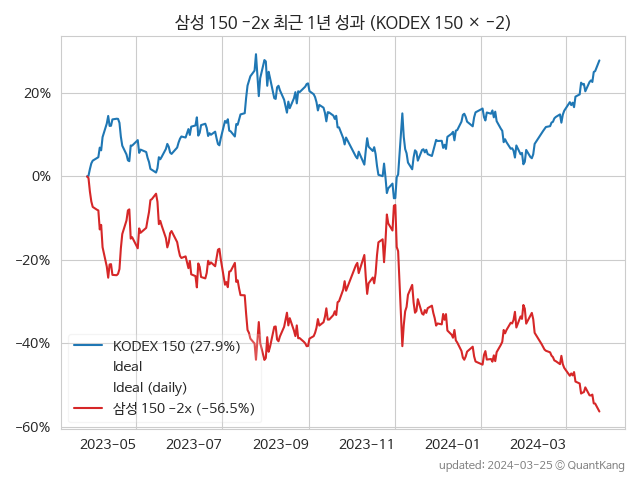 삼성 150 −2x 최근 1년 성과 (KODEX 150 × −2)
20%
0%
−20%
−40%
−60%
KODEX 150 (27.9%)
Ideal
Ideal (daily)
삼성 150 −2x (−56.5%)
2023−05
2023−07
2023−09
2023−11
2024−01
2024−03
updated: 2024−03−25 © QuantKang